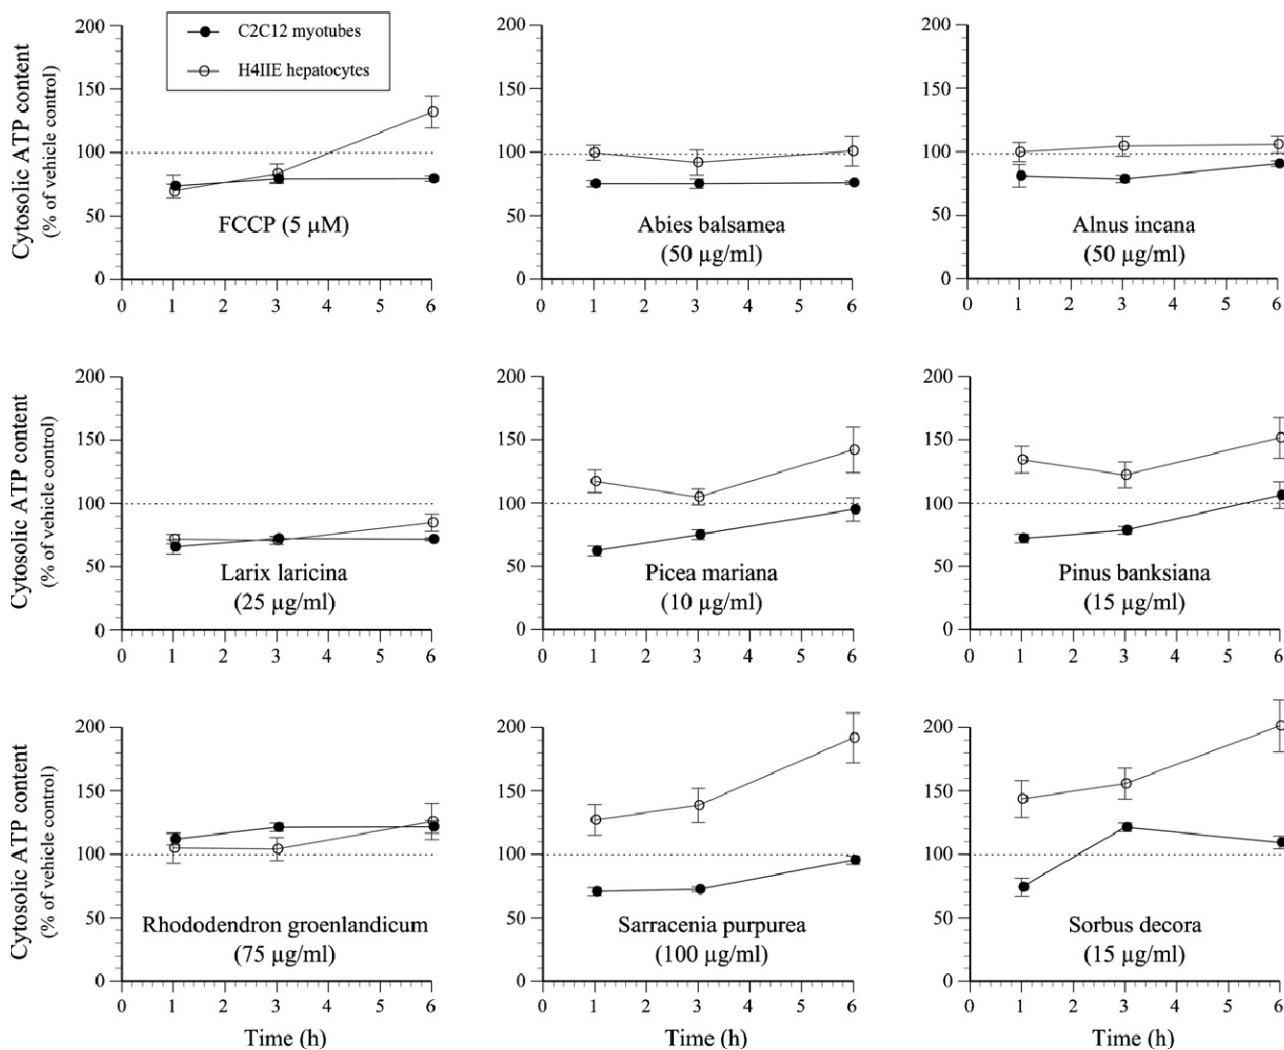 C2C12 myotubes
H4IIE hepatocytes
Cytosolic ATP content
(% of vehicle control)
200
150
100
50
0
FCCP (5 µM)
0 1 2 3 4 5 6
200
150
100
50
0
Abies balsamea
(50 µg/ml)
0 1 2 3 4 5 6
200
150
100
50
0
Alnus incana
(50 µg/ml)
0 1 2 3 4 5 6
Cytosolic ATP content
(% of vehicle control)
200
150
100
50
0
Larix laricina
(25 µg/ml)
0 1 2 3 4 5 6
200
150
100
50
0
Picea mariana
(10 µg/ml)
0 1 2 3 4 5 6
200
150
100
50
0
Pinus banksiana
(15 µg/ml)
0 1 2 3 4 5 6
Cytosolic ATP content
(% of vehicle control)
200
150
100
50
0
Rhododendron groenlandicum
(75 µg/ml)
0 1 2 3 4 5 6
Time (h)
200
150
100
50
0
Sarracenia purpurea
(100 µg/ml)
0 1 2 3 4 5 6
Time (h)
200
150
100
50
0
Sorbus decora
(15 µg/ml)
0 1 2 3 4 5 6
Time (h)